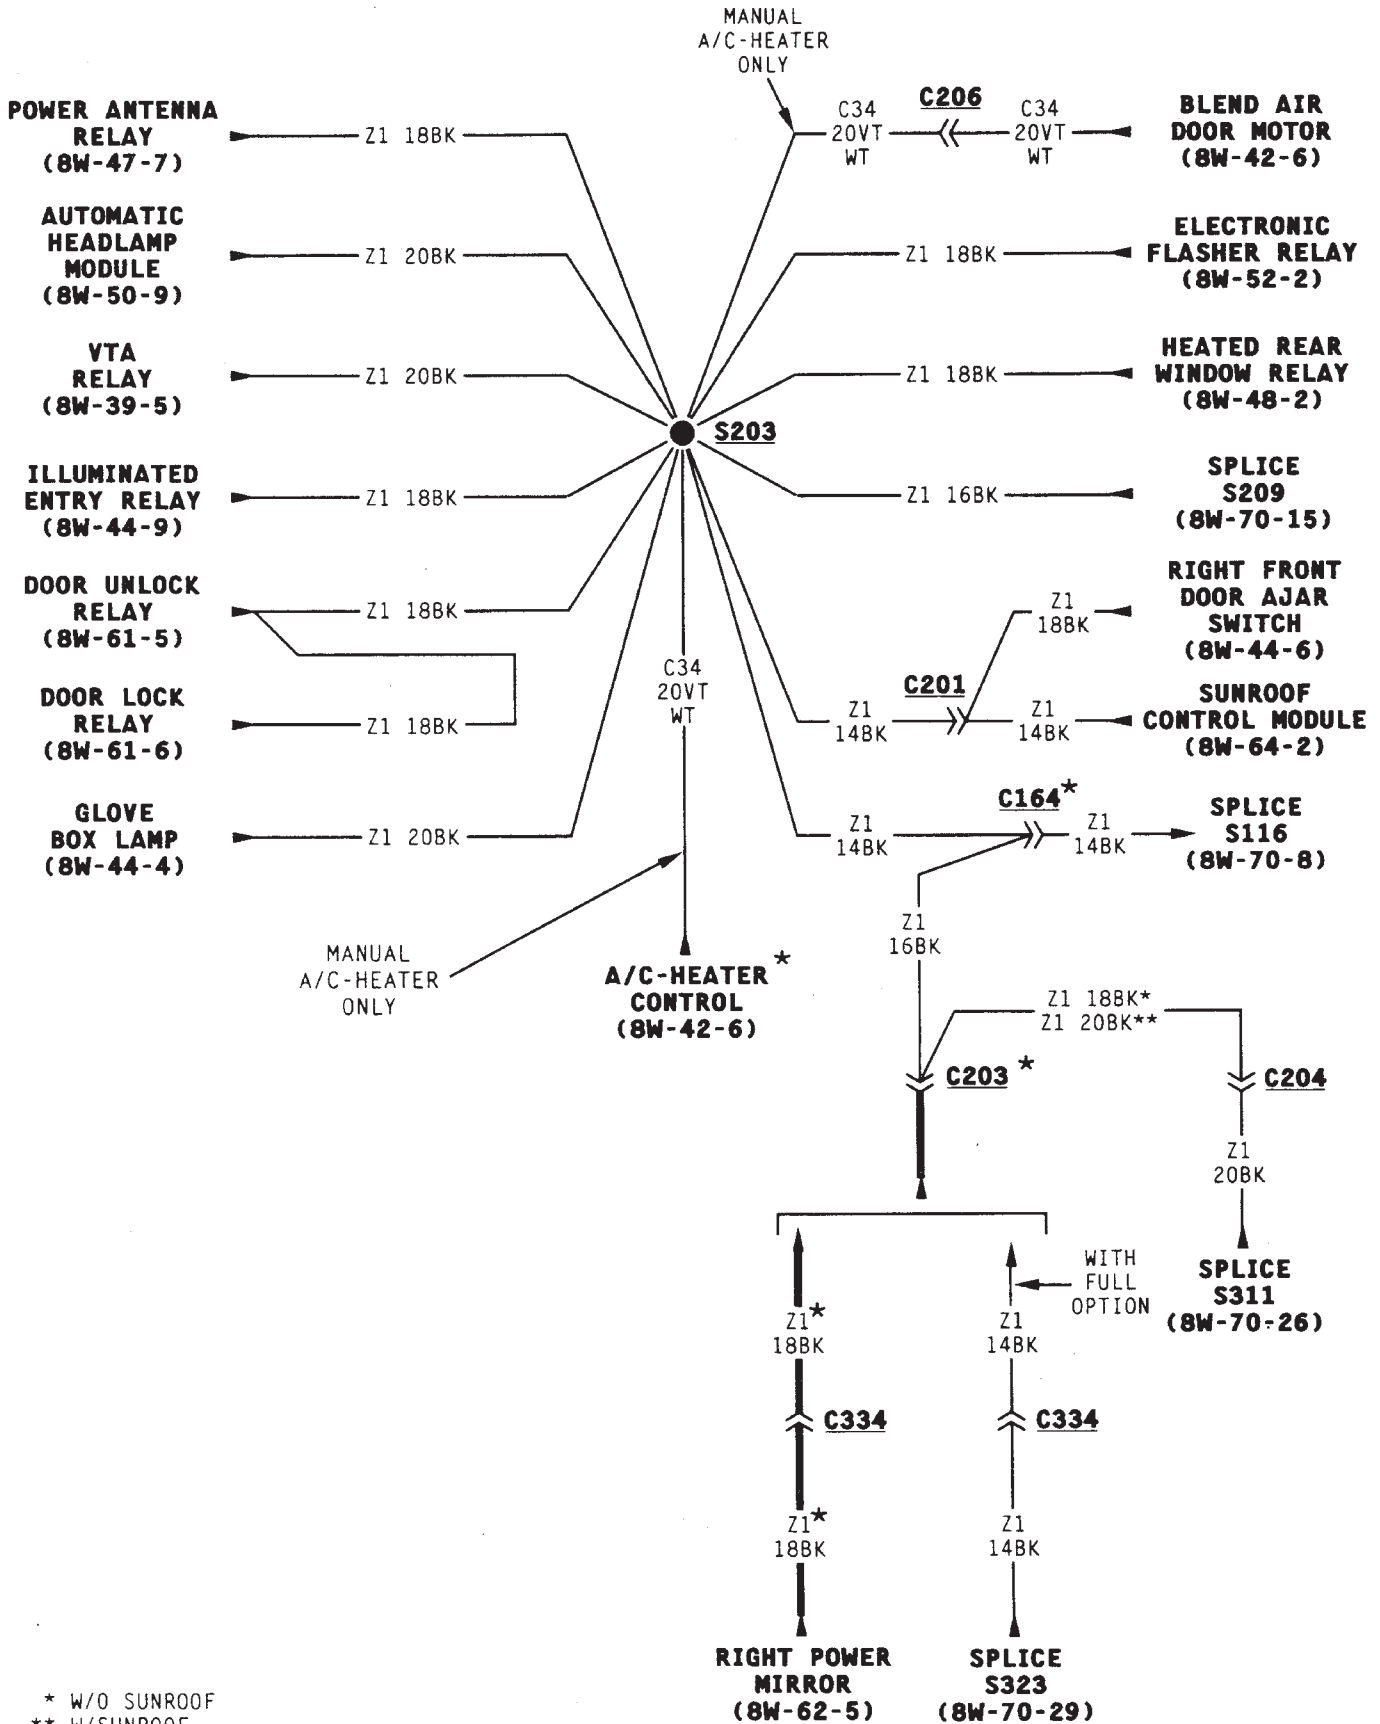 MANUAL
A/C-HEATER
ONLY
POWER ANTENNA
RELAY
(8W-47-7)
Z1 18BK
C34
20VT
WT
C206
C34
20VT
WT
BLEND AIR
DOOR MOTOR
(8W-42-6)
AUTOMATIC
HEADLAMP
MODULE
(8W-50-9)
Z1 20BK
Z1 18BK
ELECTRONIC
FLASHER RELAY
(8W-52-2)
VTA
RELAY
(8W-39-5)
Z1 20BK
Z1 18BK
HEATED REAR
WINDOW RELAY
(8W-48-2)
S203
ILLUMINATED
ENTRY RELAY
(8W-44-9)
Z1 18BK
Z1 16BK
SPLICE
S209
(8W-70-15)
DOOR UNLOCK
RELAY
(8W-61-5)
Z1 18BK
Z1
18BK
RIGHT FRONT
DOOR AJAR
SWITCH
(8W-44-6)
DOOR LOCK
RELAY
(8W-61-6)
Z1 18BK
C34
20VT
WT
Z1
14BK
C201
Z1
14BK
SUNROOF
CONTROL MODULE
(8W-64-2)
GLOVE
BOX LAMP
(8W-44-4)
Z1 20BK
Z1
14BK
C164*
Z1
14BK
SPLICE
S116
(8W-70-8)
MANUAL
A/C-HEATER
ONLY
A/C-HEATER*
CONTROL
(8W-42-6)
Z1
16BK
Z1 18BK*
Z1 20BK**
C203 *
C204
Z1
20BK
SPLICE
S311
(8W-70-26)
WITH
FULL
OPTION
Z1*
18BK
Z1
14BK
C334
C334
Z1*
18BK
Z1
14BK
RIGHT POWER
MIRROR
(8W-62-5)
SPLICE
S323
(8W-70-29)
* W/O SUNROOF
** W/SUNROOF